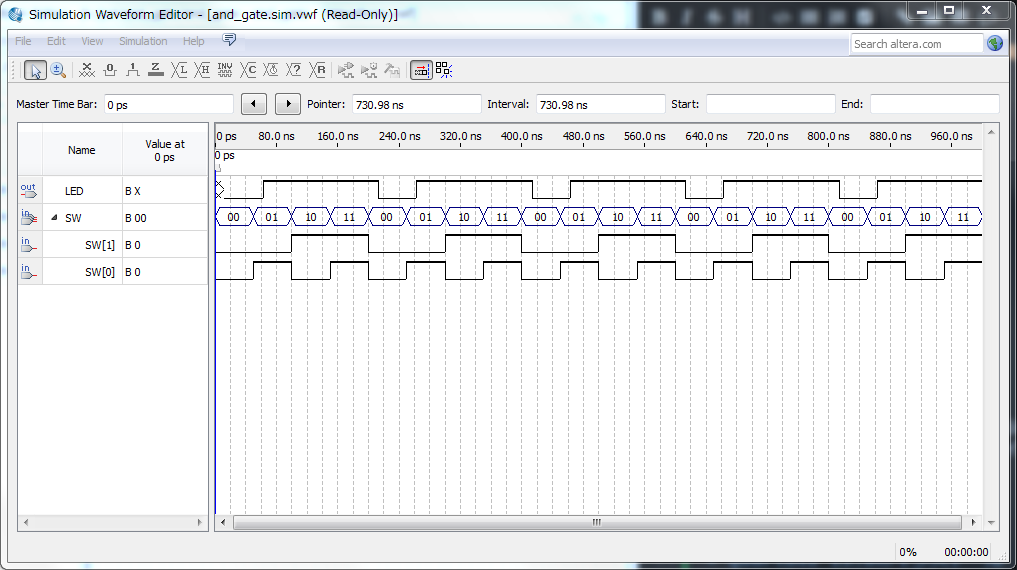 Simulation Waveform Editor - [and_gate.sim.vwf (Read-Only)]
File Edit View Simulation Help
Search altera.com
Master Time Bar: 0 ps Pointer: 730.98 ns Interval: 730.98 ns Start: End:
Name Value at 0 ps
0 ps 80.0 ns 160.0 ns 240.0 ns 320.0 ns 400.0 ns 480.0 ns 560.0 ns 640.0 ns 720.0 ns 800.0 ns 880.0 ns 960.0 ns
0 ps
out LED B X
in SW B 00 00 01 10 11 00 01 10 11 00 01 10 11 00 01 10 11 00 01 10 11
in SW[1] B 0
in SW[0] B 0
0% 00:00:00